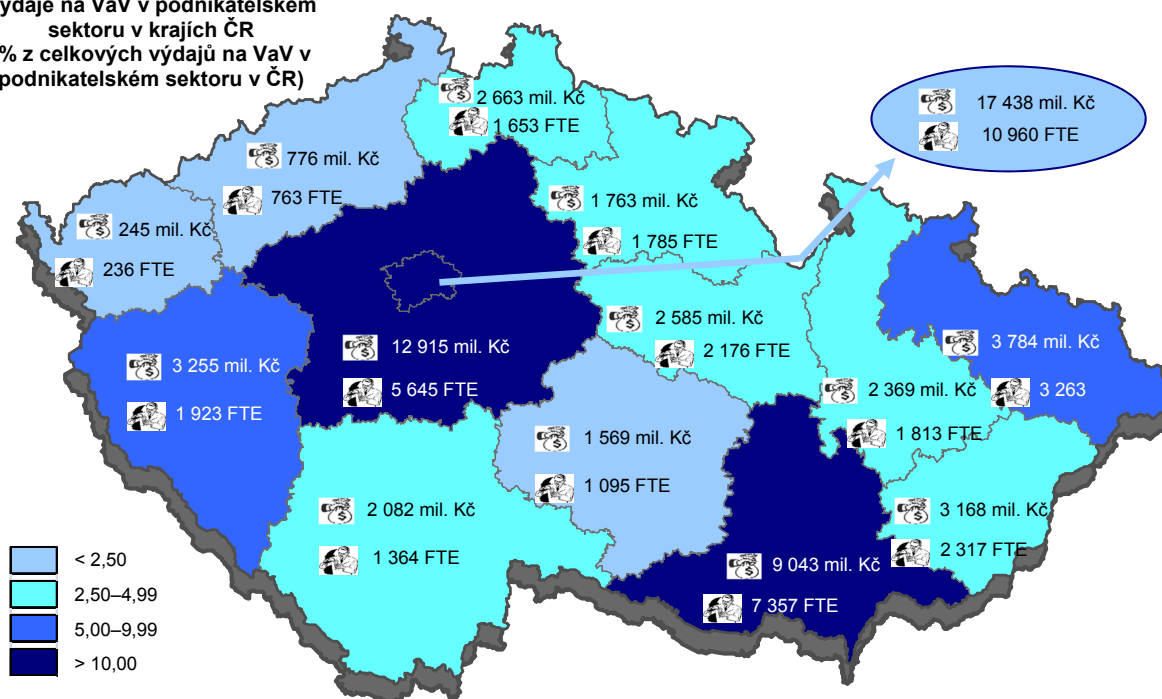 ýdaje na VaV v podnikatelském
sektoru v krajích ČR
% z celkových výdajů na VaV v
podnikatelském sektoru v ČR)
17 438 mil. Kč
10 960 FTE
2 663 mil. Kč
1 653 FTE
776 mil. Kč
763 FTE
245 mil. Kč
236 FTE
1 763 mil. Kč
1 785 FTE
2 585 mil. Kč
2 176 FTE
12 915 mil. Kč
5 645 FTE
3 255 mil. Kč
1 923 FTE
3 784 mil. Kč
3 263
2 369 mil. Kč
1 813 FTE
1 569 mil. Kč
1 095 FTE
2 082 mil. Kč
1 364 FTE
3 168 mil. Kč
2 317 FTE
9 043 mil. Kč
7 357 FTE
< 2,50
2,50–4,99
5,00–9,99
> 10,00